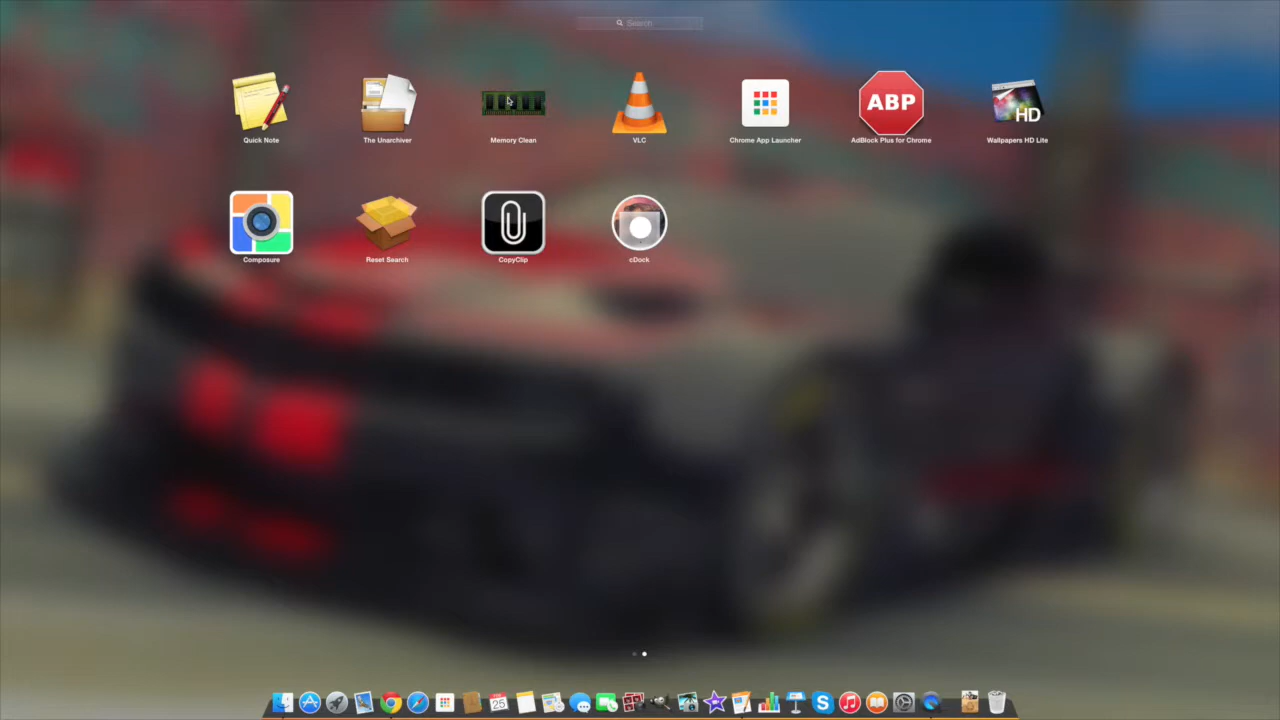 Search
Quick Note
The Unarchiver
Memory Clean
VLC
Chrome App Launcher
ABP
AdBlock Plus for Chrome
HD
Wallpapers HD Lite
Composure
Reset Search
CopyClip
cDock
25